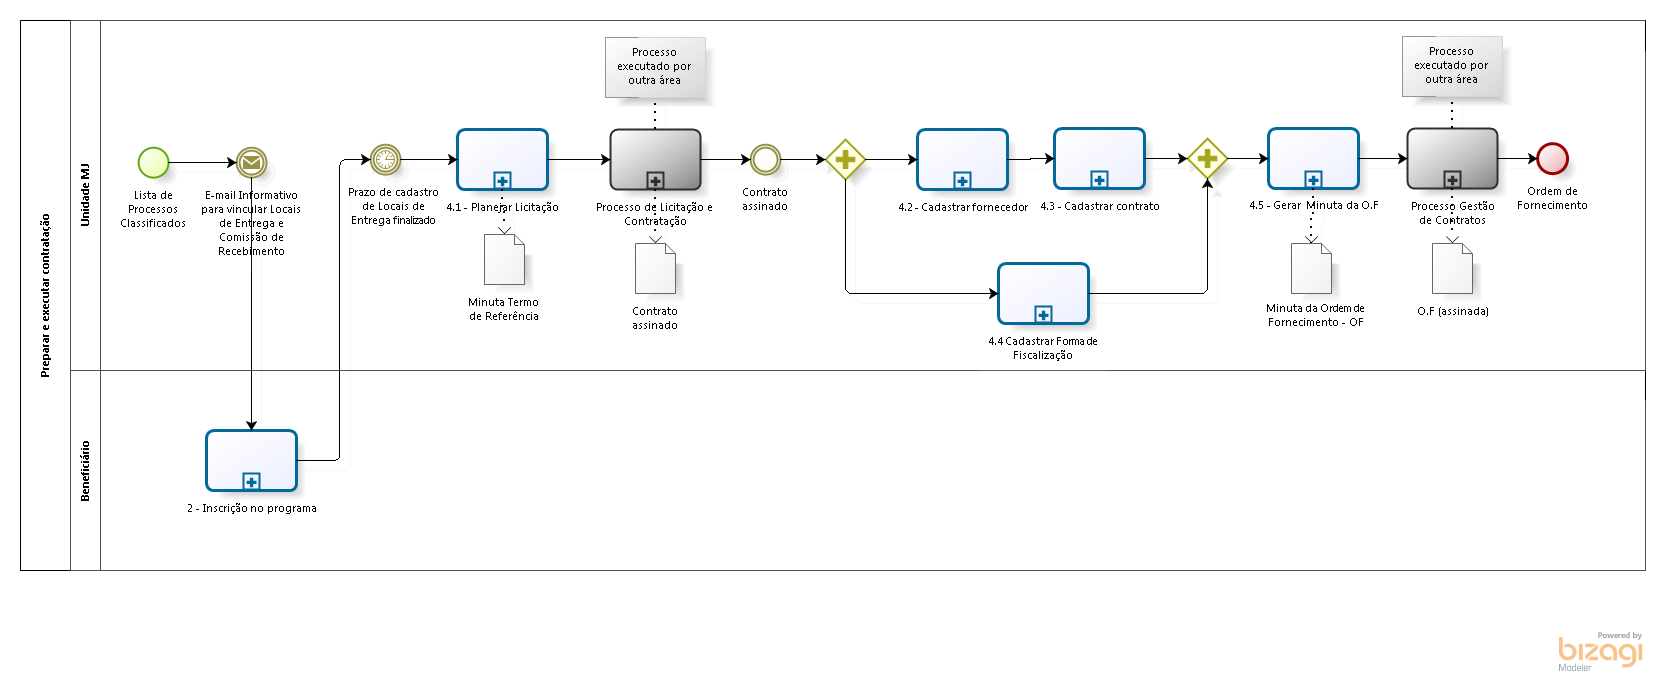 Preparar e executar contratação
Unidade MJ
Beneficiário
Lista de
Processos
Classificados
E-mail Informativo
para vincular Locais
de Entrega e
Comissão de
Recebimento
2 - Inscrição no programa
Prazo de cadastro
de Locais de
Entrega finalizado
4.1 - Planejar Licitação
Minuta Termo
de Referência
Processo
executado por
outra área
Processo de Licitação e
Contratação
Contrato
assinado
Contrato
assinado
4.2 - Cadastrar fornecedor
4.3 - Cadastrar contrato
4.4 Cadastrar Forma de
Fiscalização
4.5 - Gerar Minuta da O.F
Minuta da Ordem de
Fornecimento - OF
Processo
executado por
outra área
Processo Gestão
de Contratos
O.F (assinada)
Ordem de
Fornecimento
Powered by
bizagi
Modeler